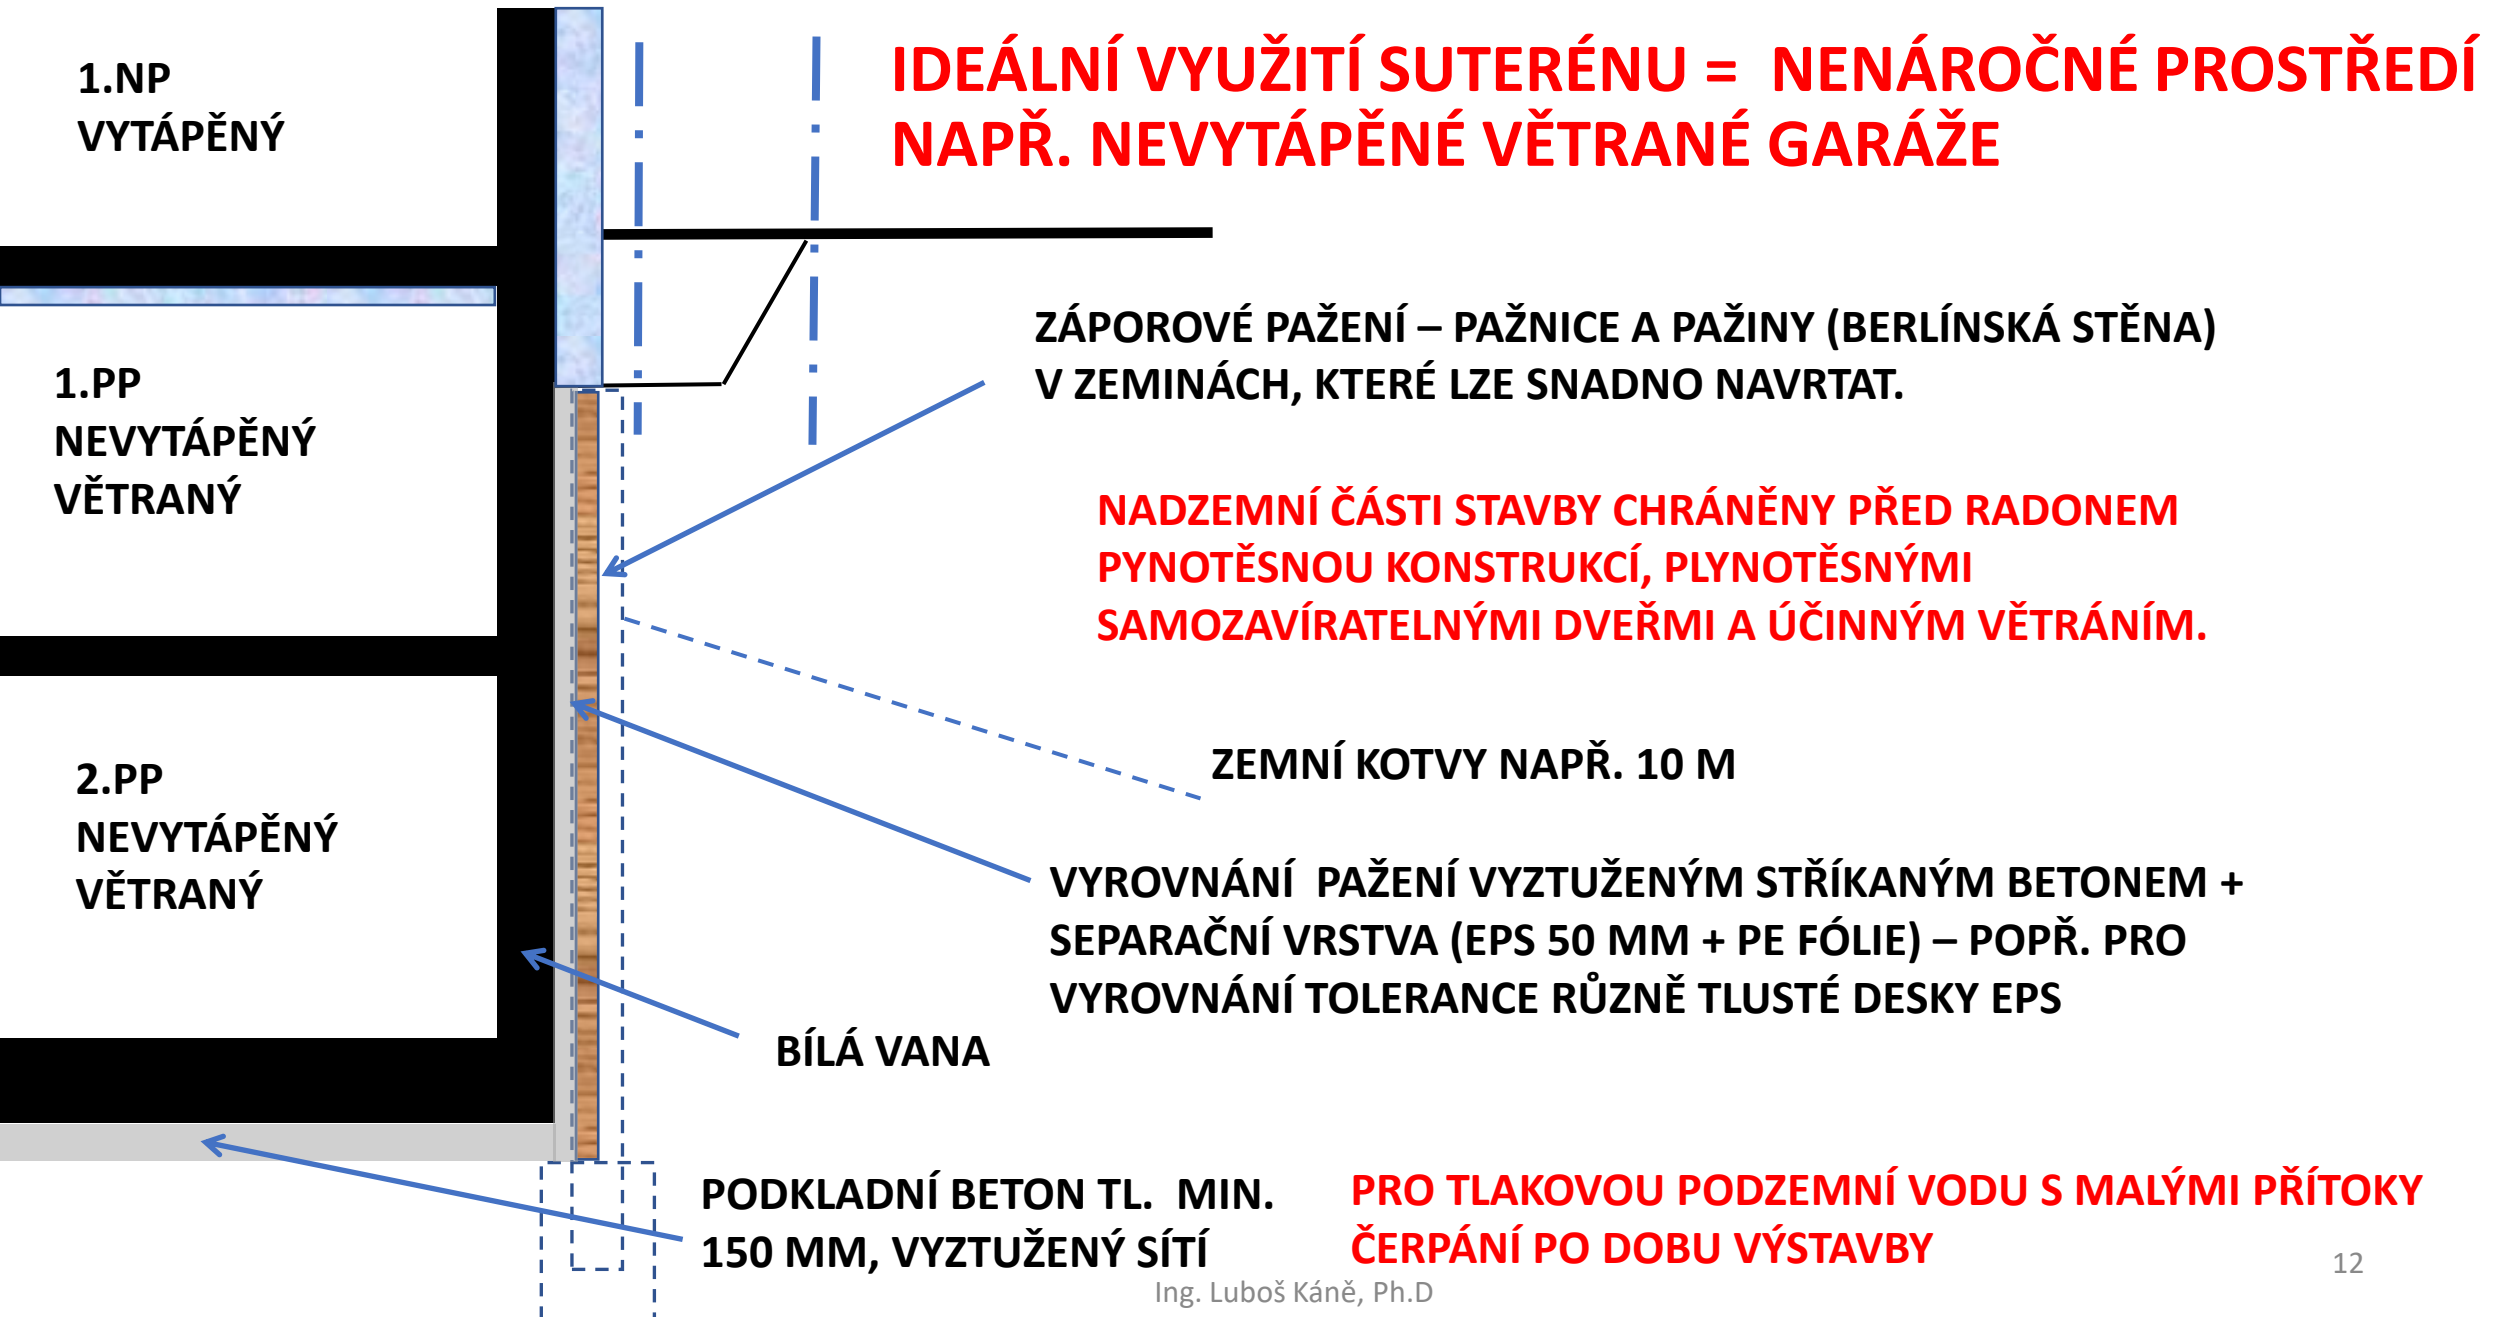 1.NP
VYTÁPĚNÝ
IDEÁLNÍ VYUŽITÍ SUTERÉNU =  NENÁROČNÉ PROSTŘEDÍ
NAPŘ. NEVYTÁPĚNÉ VĚTRANÉ GARÁŽE
1.PP
NEVYTÁPĚNÝ
VĚTRANÝ
ZÁPOROVÉ PAŽENÍ – PAŽNICE A PAŽINY (BERLÍNSKÁ STĚNA)
V ZEMINÁCH, KTERÉ LZE SNADNO NAVRTAT.
NADZEMNÍ ČÁSTI STAVBY CHRÁNĚNY PŘED RADONEM
PYNOTĚSNOU KONSTRUKCÍ, PLYNOTĚSNÝMI
SAMOZAVÍRATELNÝMI DVEŘMI A ÚČINNÝM VĚTRÁNÍM.
ZEMNÍ KOTVY NAPŘ. 10 M
2.PP
NEVYTÁPĚNÝ
VĚTRANÝ
VYROVNÁNÍ  PAŽENÍ VYZTUŽENÝM STŘÍKANÝM BETONEM +
SEPARAČNÍ VRSTVA (EPS 50 MM + PE FÓLIE) – POPŘ. PRO
VYROVNÁNÍ TOLERANCE RŮZNĚ TLUSTÉ DESKY EPS
BÍLÁ VANA
PODKLADNÍ BETON TL.  MIN.
150 MM, VYZTUŽENÝ SÍTÍ
PRO TLAKOVOU PODZEMNÍ VODU S MALÝMI PŘÍTOKY
ČERPÁNÍ PO DOBU VÝSTAVBY
Ing. Luboš Káně, Ph.D
12